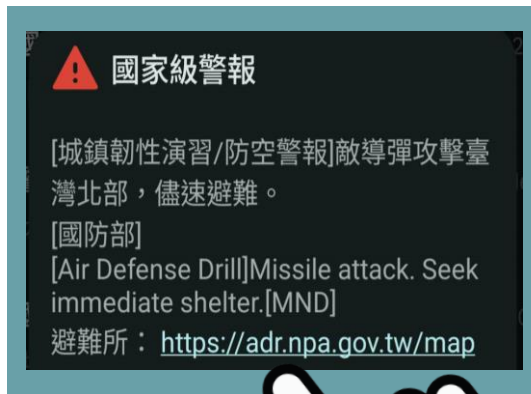 國家級警報
[城鎮韌性演習/防空警報]敵導彈攻擊臺
灣北部，儘速避難。
[國防部]
[Air Defense Drill]Missile attack. Seek
immediate shelter.[MND]
避難所： https://adr.npa.gov.tw/map